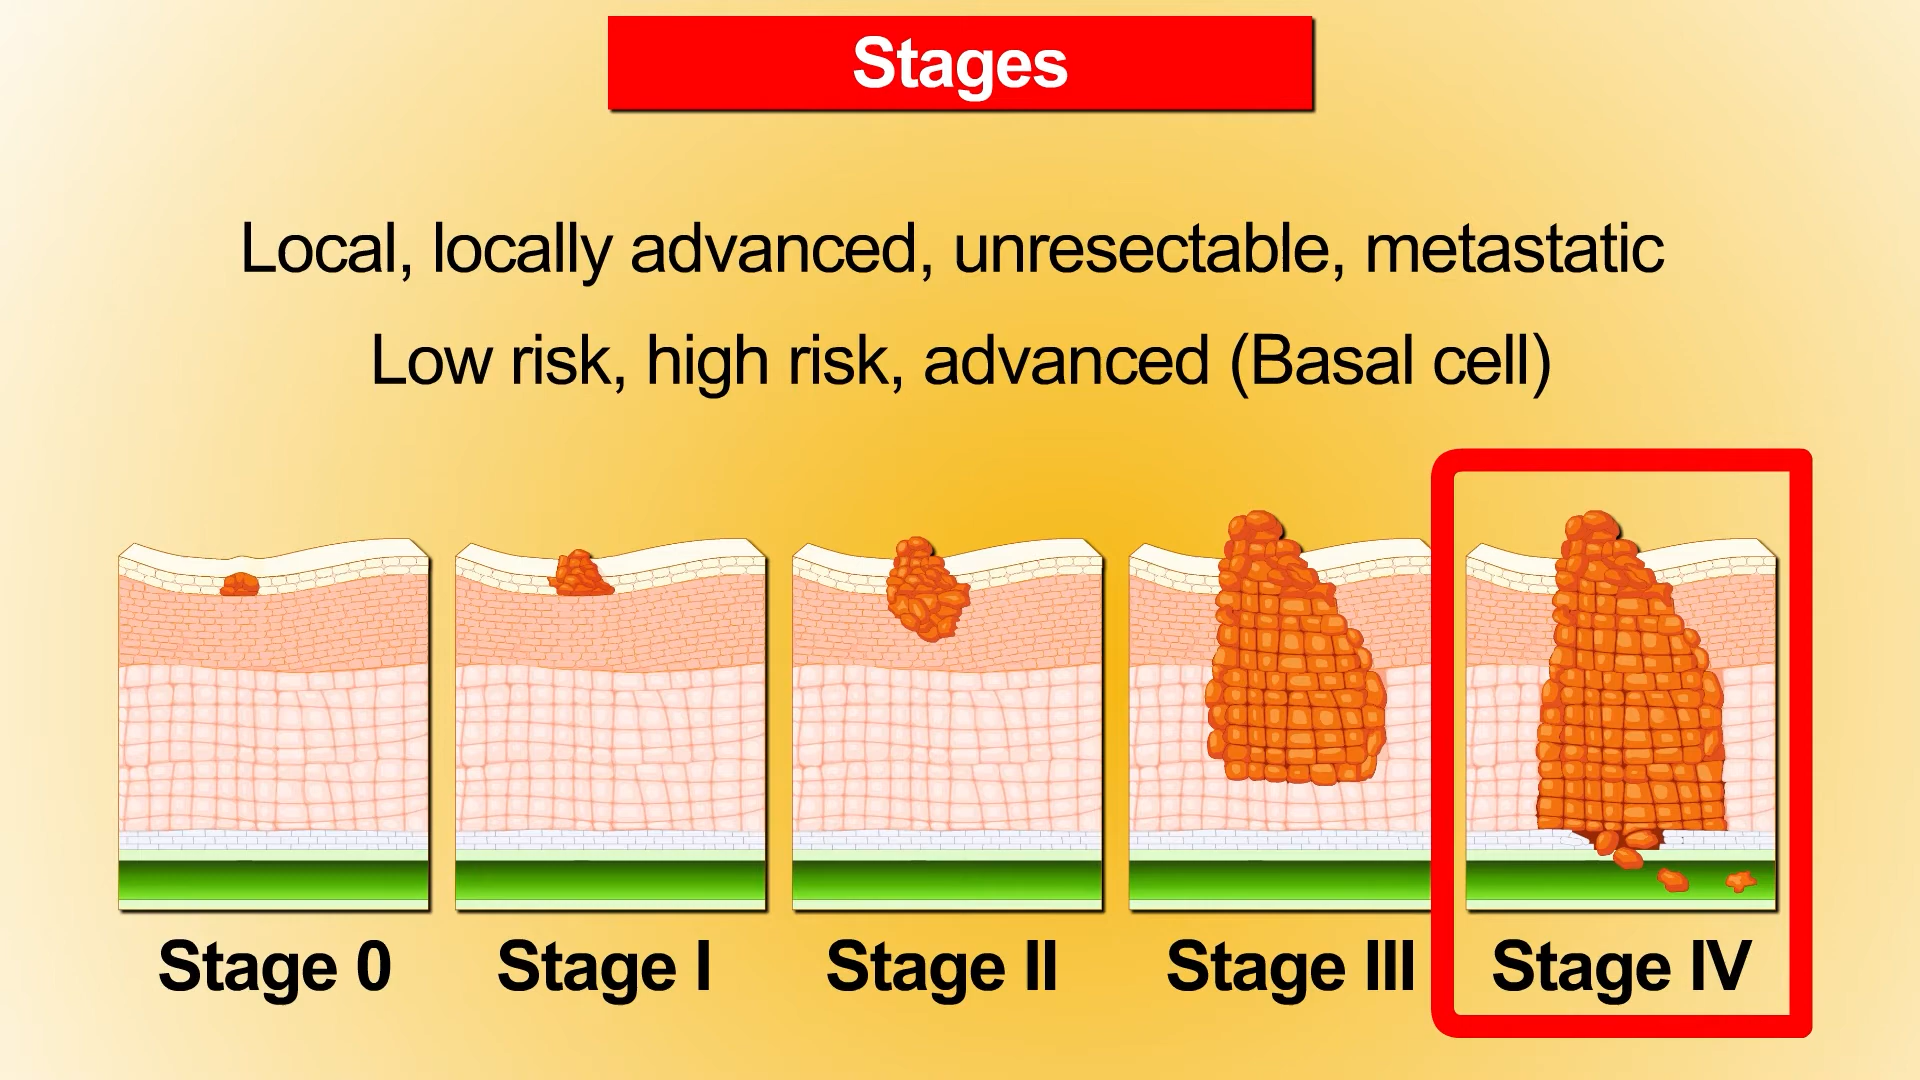 Stages
Local, locally advanced, unresectable, metastatic
Low risk, high risk, advanced (Basal cell)
Stage 0
Stage I
Stage II
Stage III
Stage IV